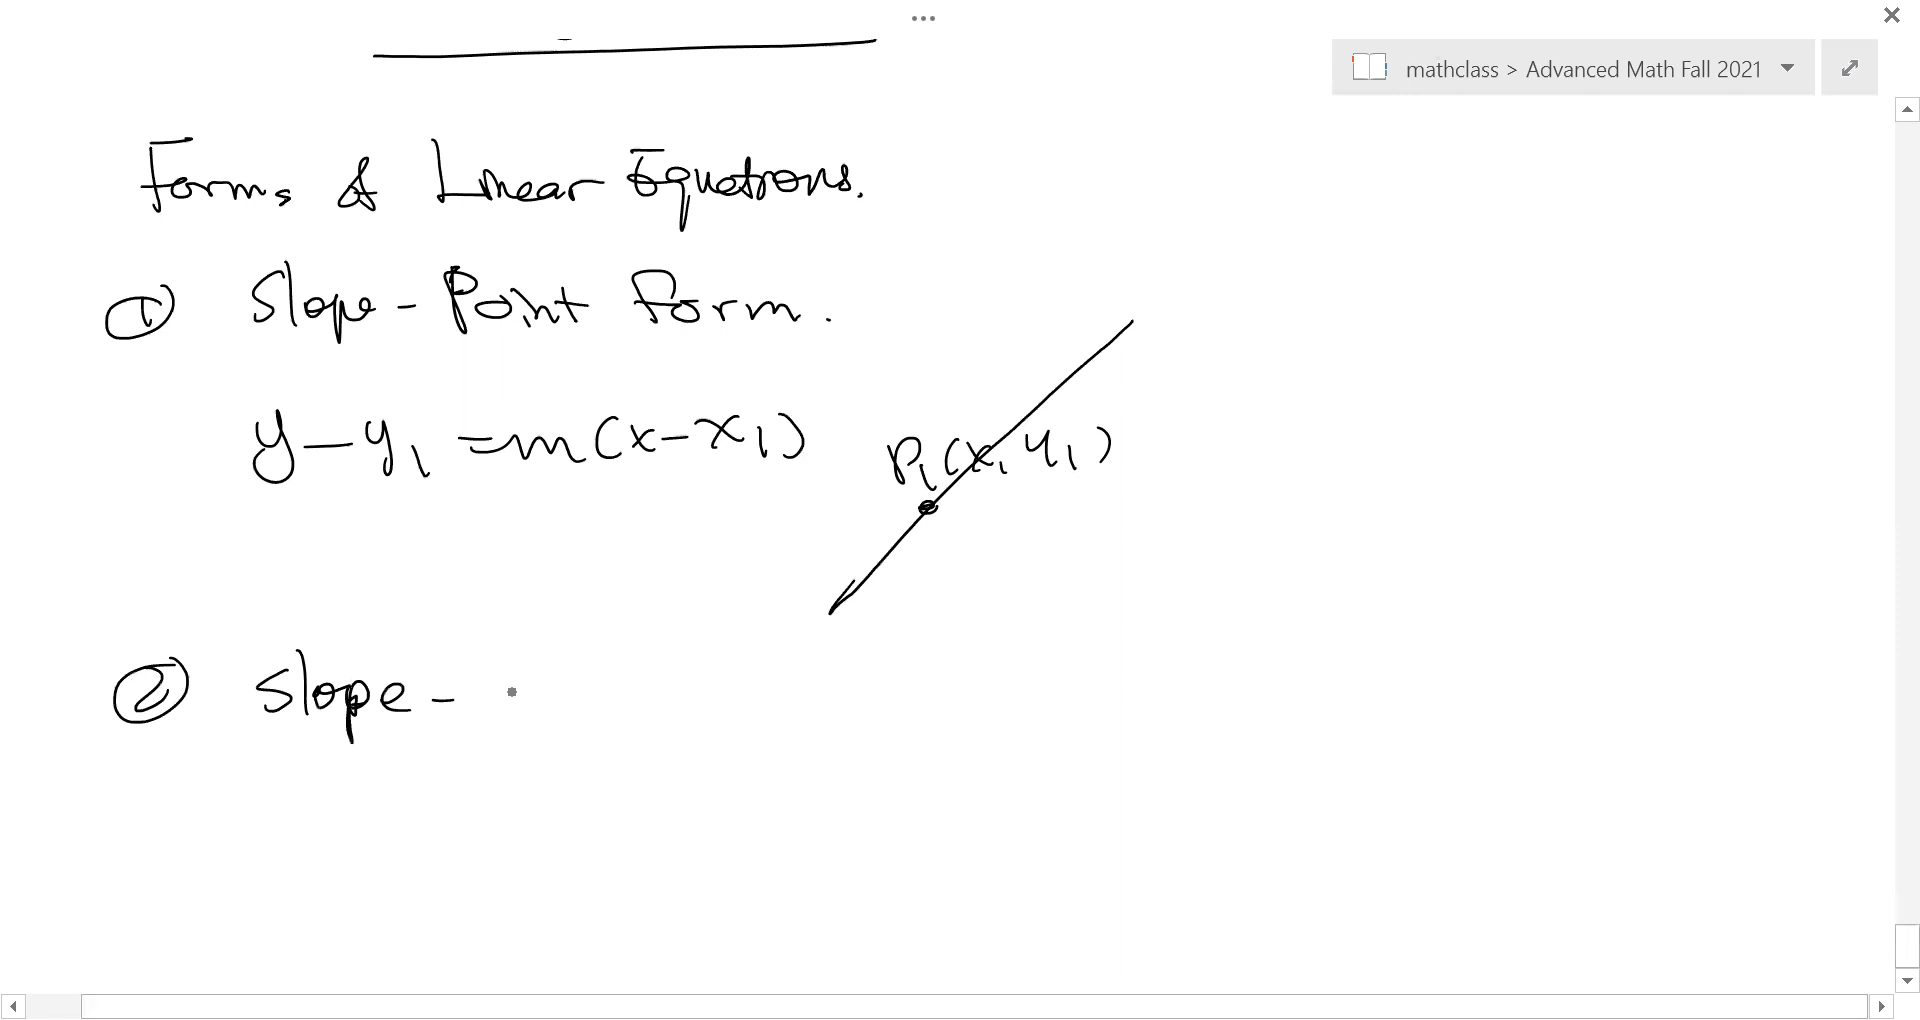 ...
mathclass > Advanced Math Fall 2021
Forms of Linear Equations.
① Slope-Point Form.
y-y₁=m(x-x₁)
P₁(x₁ y₁)
② Slope-